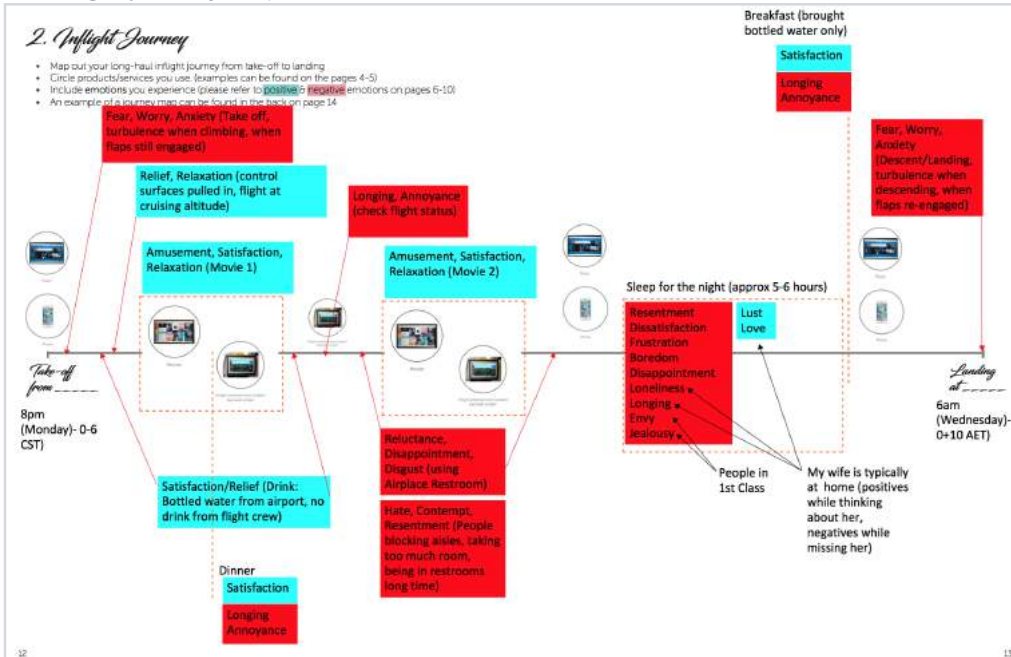 2. Inflight Journey
• Map out your long-haul inflight journey from take-off to landing
• Circle products/services you use. (examples can be found on the pages 4-5)
• Include emotions you experience (please refer to positive & negative emotions on pages 6-10)
• An example of a journey map can be found in the back on page 14
Breakfast (brought
bottled water only)
Satisfaction
Longing
Annoyance
Fear, Worry, Anxiety (Take off,
turbulence when climbing, when
flaps still engaged)
Relief, Relaxation (control
surfaces pulled in, flight at
cruising altitude)
Amusement, Satisfaction,
Relaxation (Movie 1)
Longing, Annoyance
(check flight status)
Amusement, Satisfaction,
Relaxation (Movie 2)
Fear, Worry,
Anxiety
(Descent/Landing,
turbulence when
descending, when
flaps re-engaged)
Sleep for the night (approx 5-6 hours)
Resentment
Dissatisfaction
Frustration
Boredom
Disappointment
Loneliness
Longing
Envy
Jealousy
Lust
Love
Take-off
from
8pm
(Monday)- 0-6
CST)
Landing
at
6am
(Wednesday)-
0+10 AET)
Satisfaction/Relief (Drink:
Bottled water from airport, no
drink from flight crew)
Reluctance,
Disappointment,
Disgust (using
Airplace Restroom)
Hate, Contempt,
Resentment (People
blocking aisles, taking
too much room,
being in restrooms
long time)
People in
1st Class
My wife is typically
at home (positives
while thinking
about her,
negatives while
missing her)
Dinner
Satisfaction
Longing
Annoyance
12